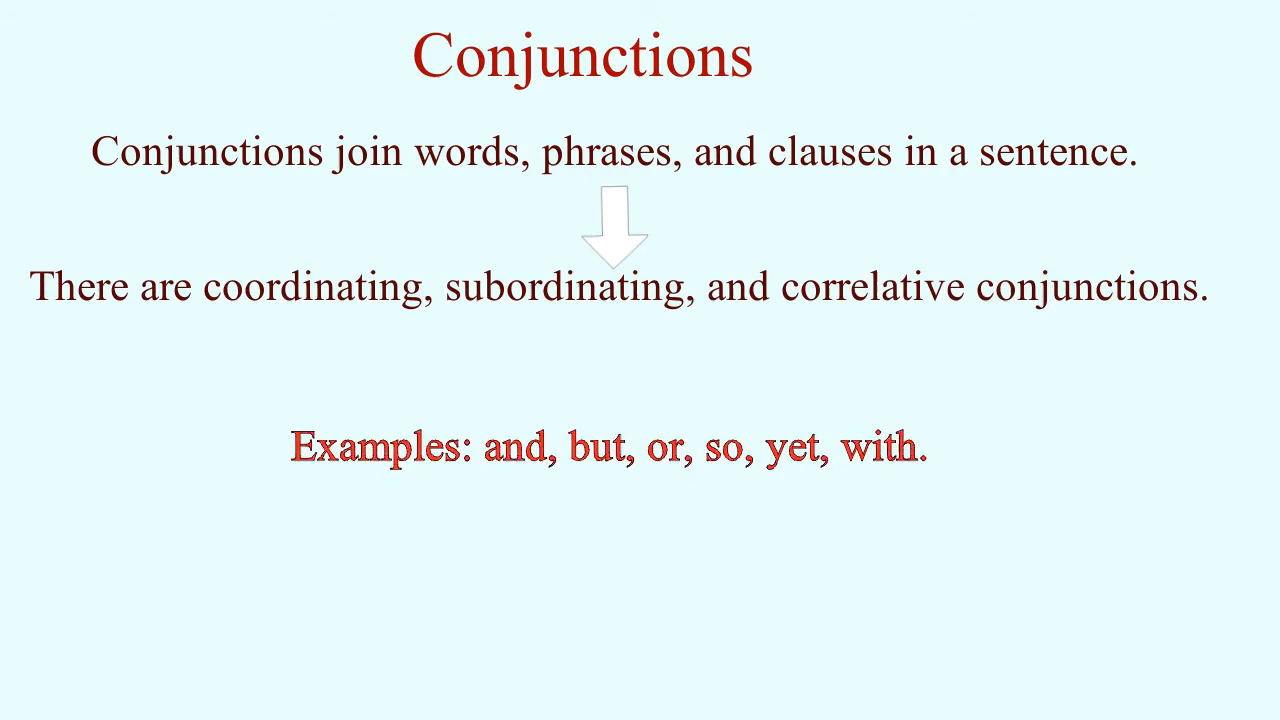 Conjunctions
Conjunctions join words, phrases, and clauses in a sentence.
There are coordinating, subordinating, and correlative conjunctions.
Examples: and, but, or, so, yet, with.